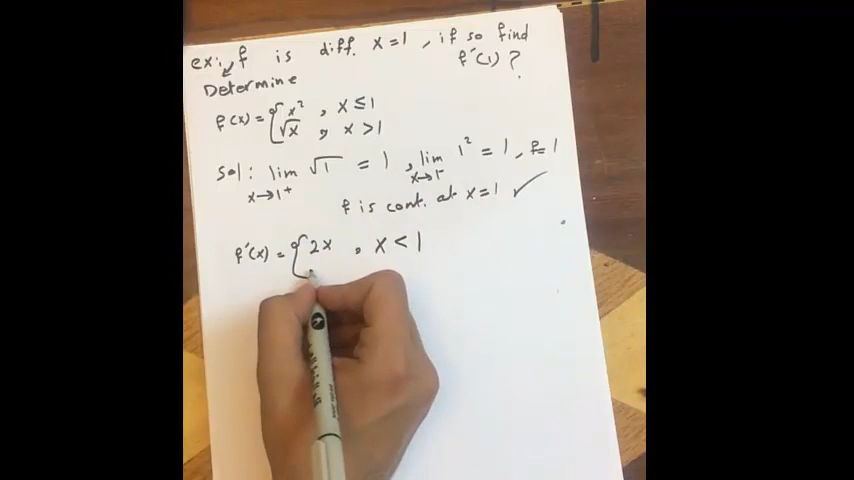 ex: f is diff. x=1 , if so find
Determine f'(1) ?
f(x) = { x² , x ≤ 1
√x , x > 1
Sol: lim √1 = 1 , lim 1² = 1 , f=1
x→1⁺ x→1⁻
f is cont. at x=1 ✓
f'(x) = { 2x , x < 1